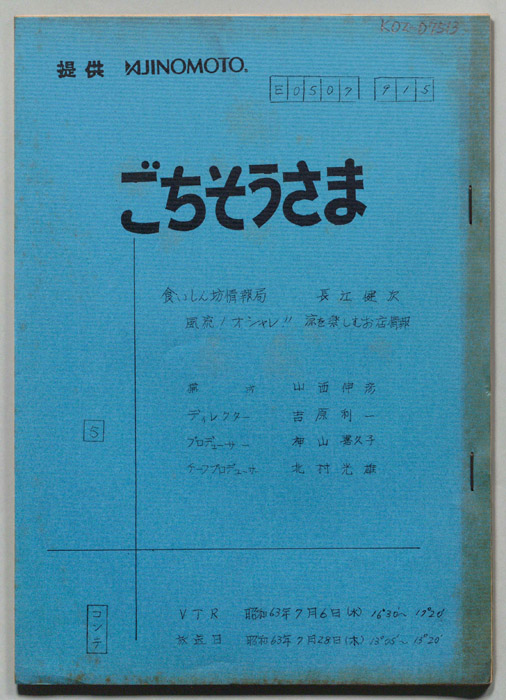 提供 AJINOMOTO®
E0507 915
ごちそうさま
食いしん坊情報局 長江健次
風流!オシャレ!! 涼を楽しむお店情報
山西伸彦
ディレクター 吉原利一
プロデューサー 神山喜久子
チーフプロデューサー 北村光雄
S
コンテ
VTR 昭和63年7月6日(水) 16°30'~17°20'
放送日 昭和63年7月28日(木) 13°05'~13°20'